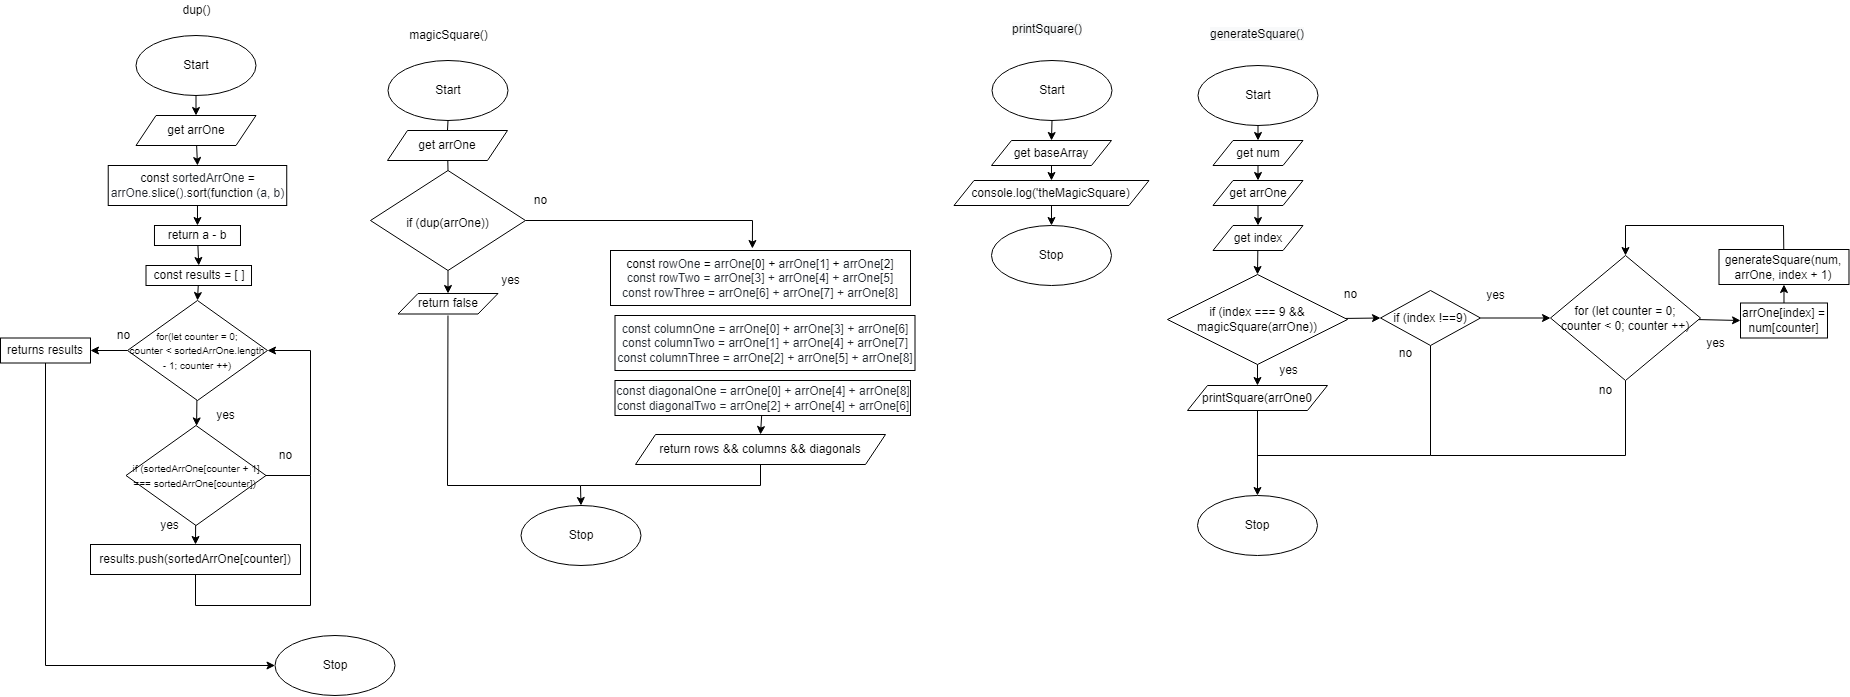 dup()
Start
get arrOne
const sortedArrOne =
arrOne.slice().sort(function (a, b)
return a - b
const results = [ ]
for(let counter = 0;
counter < sortedArrOne.length
- 1; counter ++)
no
returns results
yes
if (sortedArrOne[counter + 1]
=== sortedArrOne[counter])
no
yes
results.push(sortedArrOne[counter])
Stop
magicSquare()
Start
get arrOne
if (dup(arrOne))
no
yes
return false
const rowOne = arrOne[0] + arrOne[1] + arrOne[2]
const rowTwo = arrOne[3] + arrOne[4] + arrOne[5]
const rowThree = arrOne[6] + arrOne[7] + arrOne[8]
const columnOne = arrOne[0] + arrOne[3] + arrOne[6]
const columnTwo = arrOne[1] + arrOne[4] + arrOne[7]
const columnThree = arrOne[2] + arrOne[5] + arrOne[8]
const diagonalOne = arrOne[0] + arrOne[4] + arrOne[8]
const diagonalTwo = arrOne[2] + arrOne[4] + arrOne[6]
return rows && columns && diagonals
Stop
printSquare()
Start
get baseArray
console.log('theMagicSquare)
Stop
generateSquare()
Start
get num
get arrOne
get index
if (index === 9 &&
magicSquare(arrOne))
no
yes
printSquare(arrOne0
if (index !==9)
yes
no
for (let counter = 0;
counter < 0; counter ++)
yes
no
arrOne[index] =
num[counter]
generateSquare(num,
arrOne, index + 1)
Stop